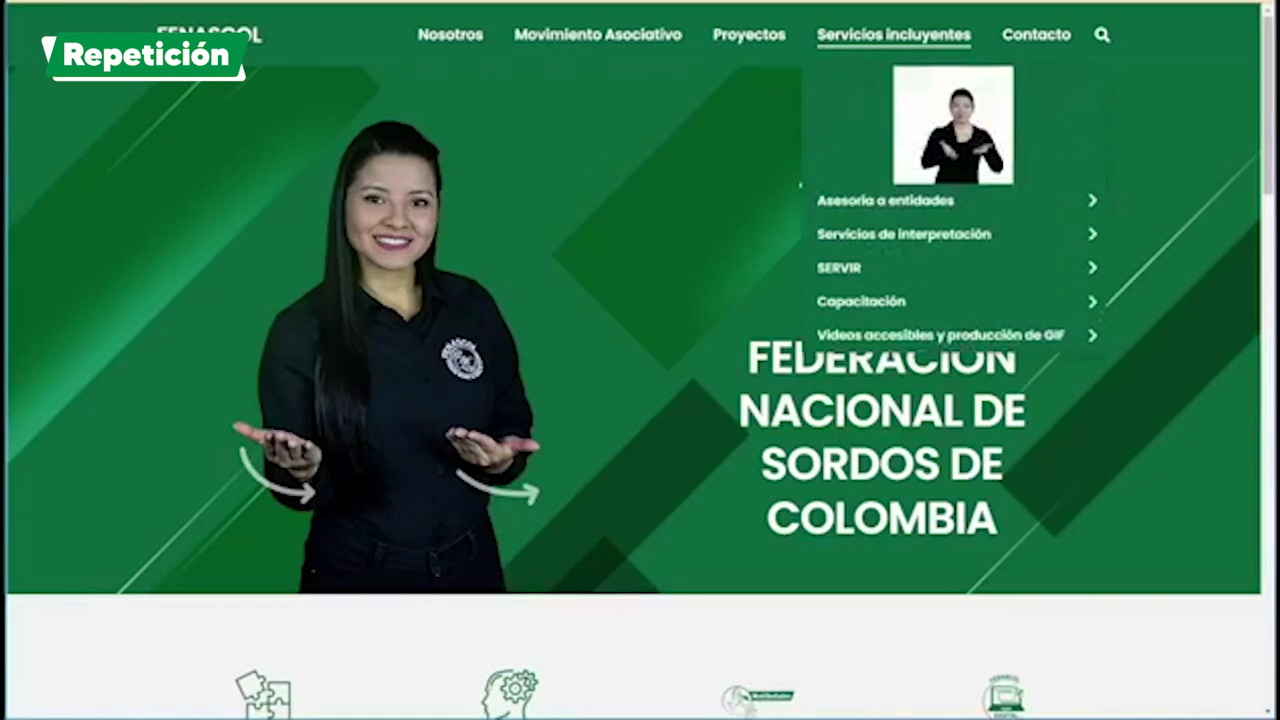 Repetición
Nosotros
Movimiento Asociativo
Proyectos
Servicios incluyentes
Contacto
Asesoría a entidades
Servicios de interpretación
SERVIR
Capacitación
Videos accesibles y producción de GIF
FEDERACIÓN
NACIONAL DE
SORDOS DE
COLOMBIA